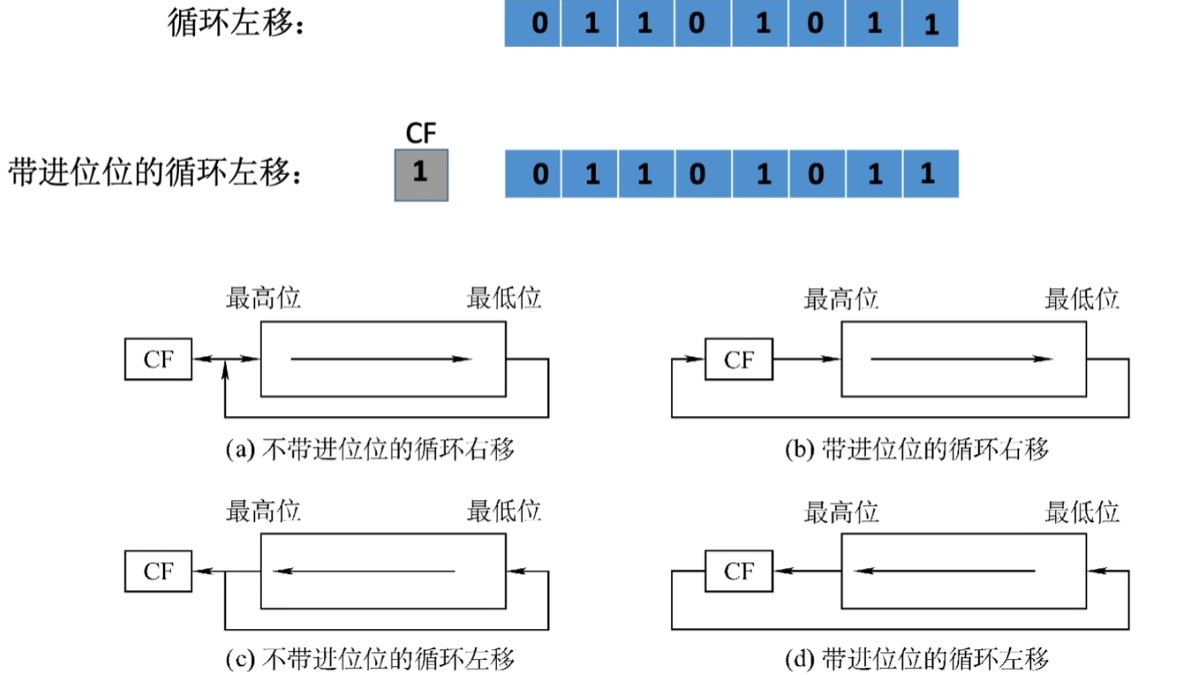 循环左移: 0 1 1 0 1 0 1 1
CF
带进位位的循环左移: 1 0 1 1 0 1 0 1 1
最高位 最低位 最高位 最低位
CF CF
(a) 不带进位位的循环右移 (b) 带进位位的循环右移
最高位 最低位 最高位 最低位
CF CF
(c) 不带进位位的循环左移 (d) 带进位位的循环左移